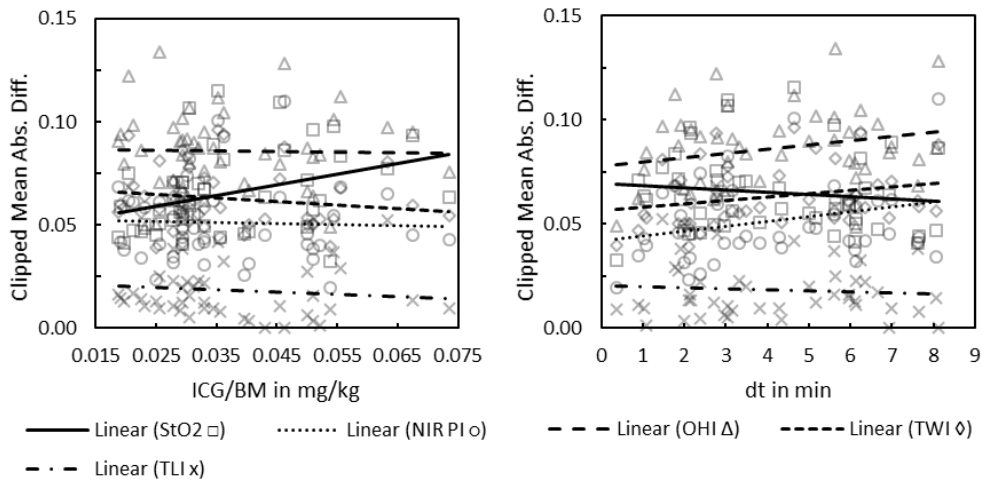 Clipped Mean Abs. Diff.
0.15
0.10
0.05
0.00
0.015 0.025 0.035 0.045 0.055 0.065 0.075
ICG/BM in mg/kg
Clipped Mean Abs. Diff.
0.15
0.10
0.05
0.00
0 1 2 3 4 5 6 7 8 9
dt in min
Linear (StO2 □) Linear (NIR PI ○) Linear (OHI Δ) Linear (TWI ◊)
Linear (TLI x)